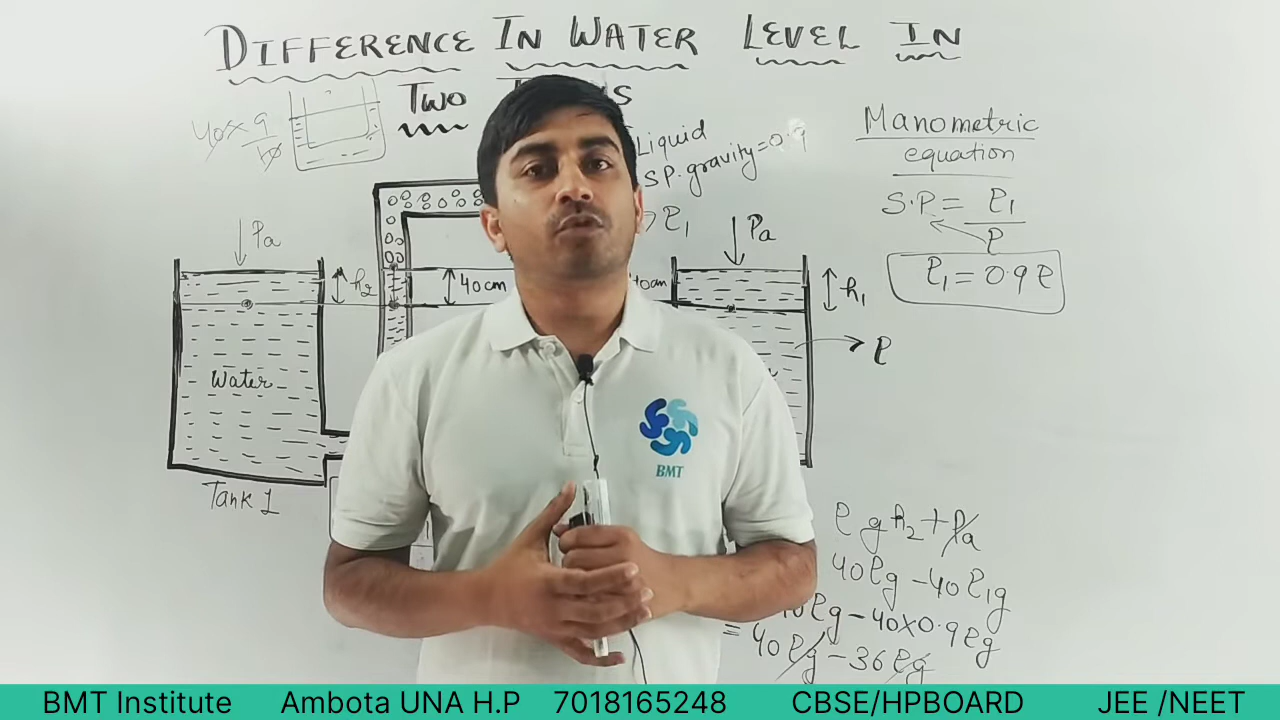 DIFFERENCE IN WATER LEVEL IN
TWO
40×9/10
Liquid
SP. gravity=0.9
ρ1
Manometric
equation
S.P = ρ1/ρ
ρ1 = 0.9ρ
Pa
Pa
h2
40cm
40cm
h1
ρ
Water
Tank 1
ρgh2+Pa
40ρg-40ρ1g
40ρg-40×0.9ρg
= 40ρg-36ρg
BMT
BMT Institute Ambota UNA H.P 7018165248 CBSE/HPBOARD JEE /NEET